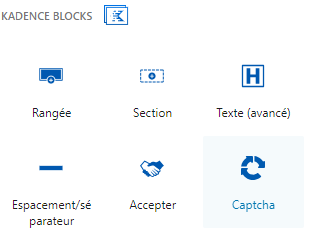 KADENCE BLOCKS
Rangée
Section
Texte (avancé)
Espacement/sé
parateur
Accepter
Captcha